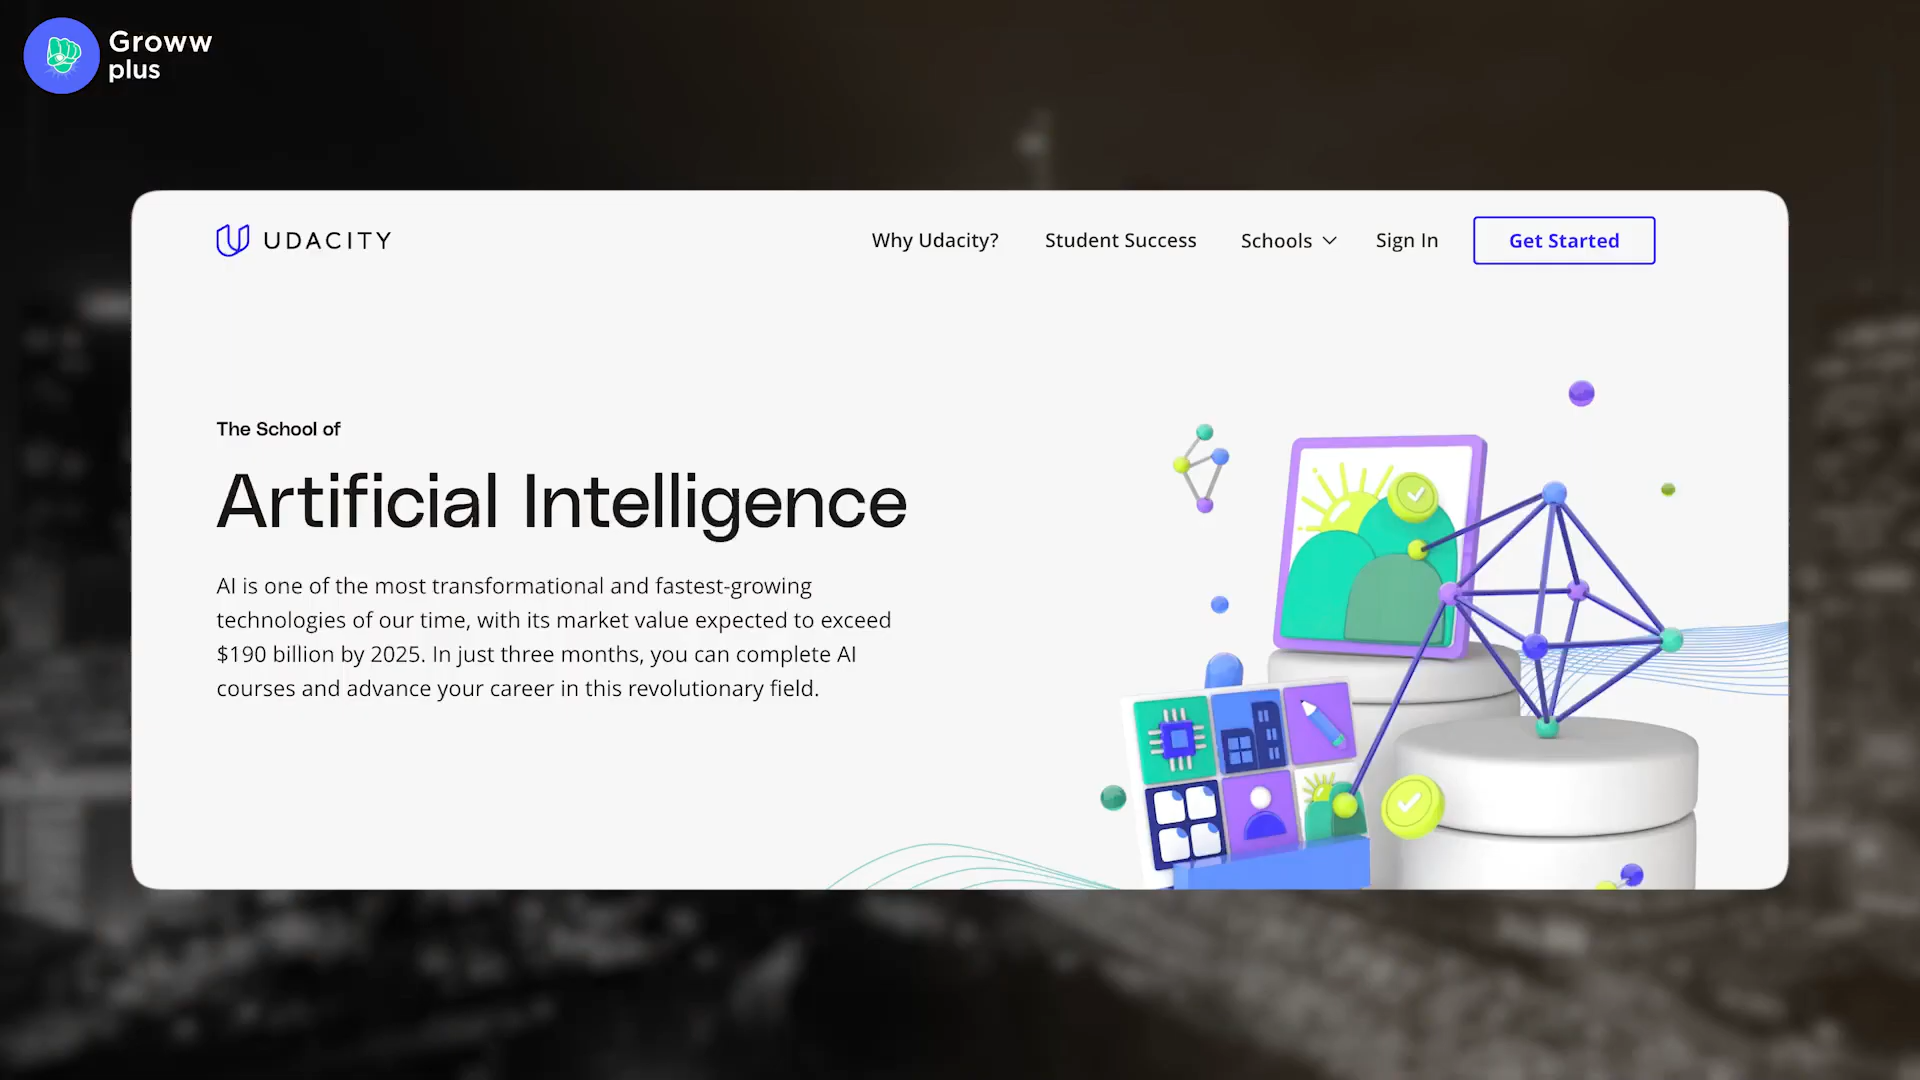 Groww
plus
UDACITY
Why Udacity?
Student Success
Schools
Sign In
Get Started
The School of
Artificial Intelligence
AI is one of the most transformational and fastest-growing
technologies of our time, with its market value expected to exceed
$190 billion by 2025. In just three months, you can complete AI
courses and advance your career in this revolutionary field.